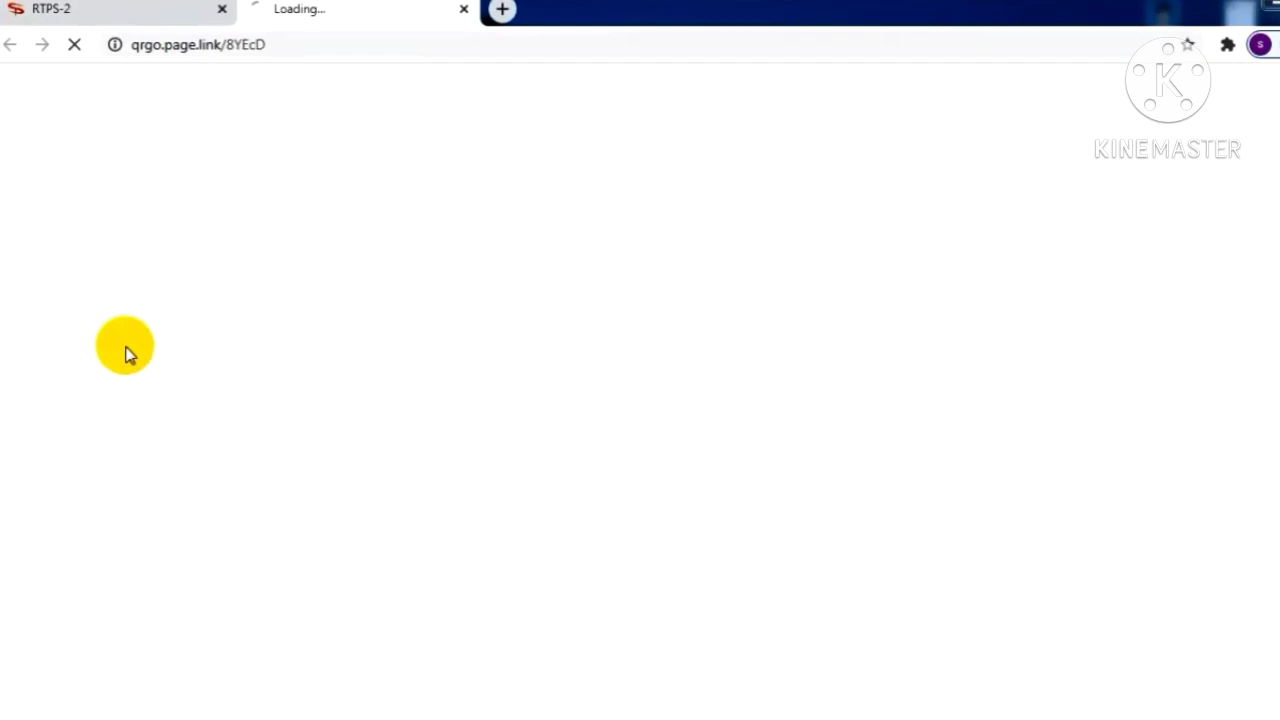 RTPS-2
Loading...
qrgo.page.link/8YEcD
S
K
KINEMASTER